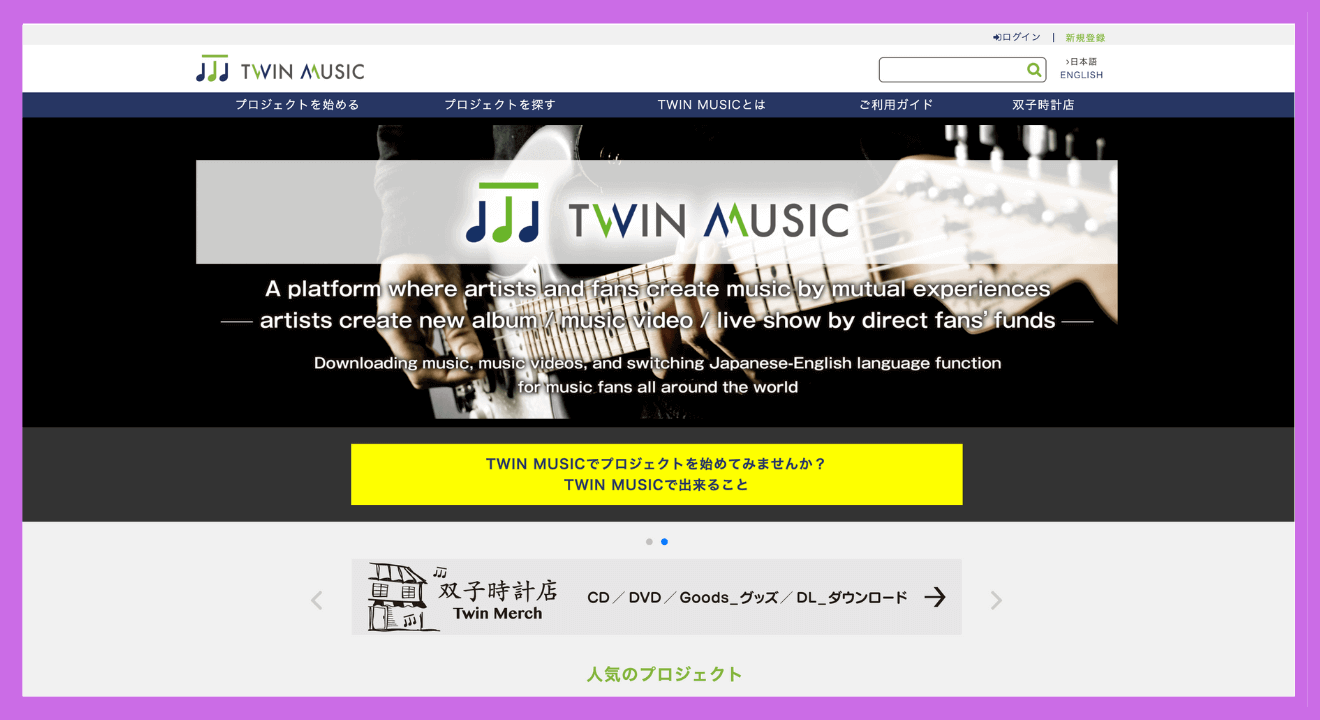 ログイン | 新規登録
TWIN MUSIC
›日本語
ENGLISH
プロジェクトを始める プロジェクトを探す TWIN MUSICとは ご利用ガイド 双子時計店
TWIN MUSIC
A platform where artists and fans create music by mutual experiences
artists create new album / music video / live show by direct fans' funds
Downloading music, music videos, and switching Japanese-English language function
for music fans all around the world
TWIN MUSICでプロジェクトを始めてみませんか？
TWIN MUSICで出来ること
双子時計店
Twin Merch
CD／DVD／Goods_グッズ／DL_ダウンロード
人気のプロジェクト